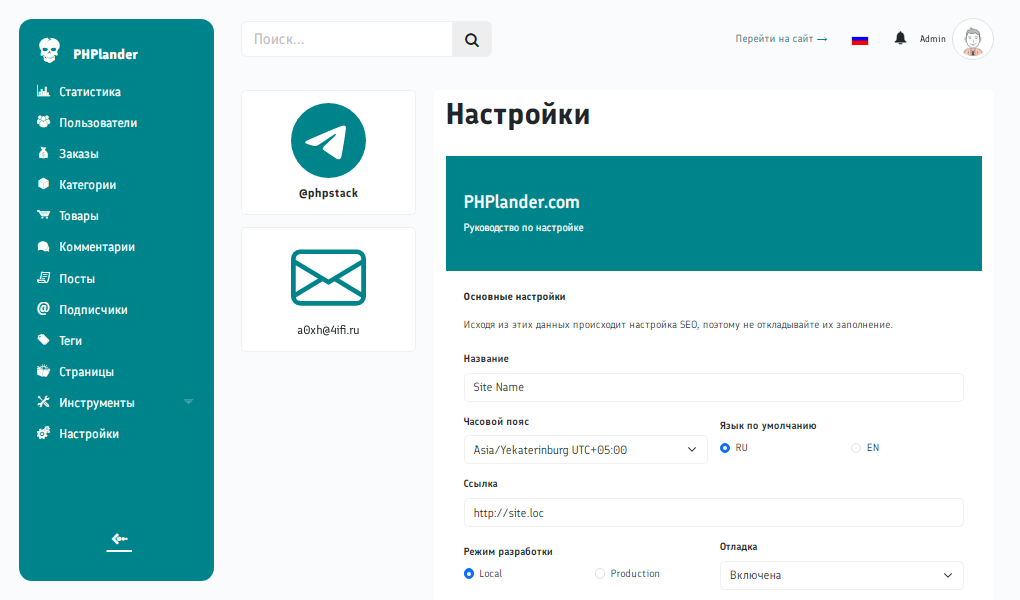 PHPlander
Статистика
Пользователи
Заказы
Категории
Товары
Комментарии
Посты
Подписчики
Теги
Страницы
Инструменты
Настройки
Поиск...
Перейти на сайт →
Admin
@phpstack
a0xh@4ifi.ru
Настройки
PHPlander.com
Руководство по настройке
Основные настройки
Исходя из этих данных происходит настройка SEO, поэтому не откладывайте их заполнение.
Название
Site Name
Часовой пояс
Asia/Yekaterinburg UTC+05:00
Язык по умолчанию
RU EN
Ссылка
http://site.loc
Режим разработки
Local Production
Отладка
Включена